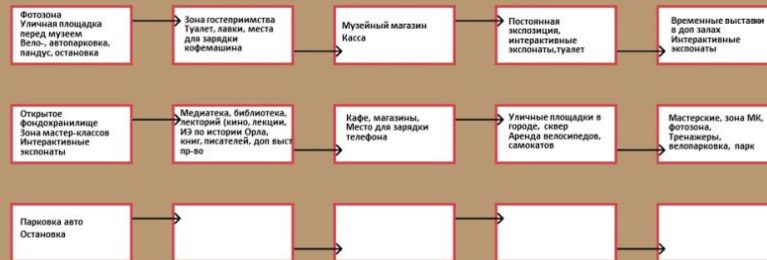 Фотозона
Уличная площадка
перед музеем
Вело-, автопарковка,
пандус, остановка
Зона гостеприимства
Туалет, лавки, места
для зарядки
кофемашина
Музейный магазин
Касса
Постоянная
экспозиция,
интерактивные
экспонаты,туалет
Временные выставки
в доп залах
Интерактивные
экспонаты
Открытое
фондохранилище
Зона мастер-классов
Интерактивные
экспонаты
Медиатека, библиотека,
лекторий (кино, лекции,
ИЭ по истории Орла,
книг, писателей, доп выст
пр-во
Кафе, магазины,
Место для зарядки
телефона
Уличные площадки в
городе, сквер
Аренда велосипедов,
самокатов
Мастерские, зона МК,
фотозона,
Тренажеры,
велопарковка, парк
Парковка авто
Остановка